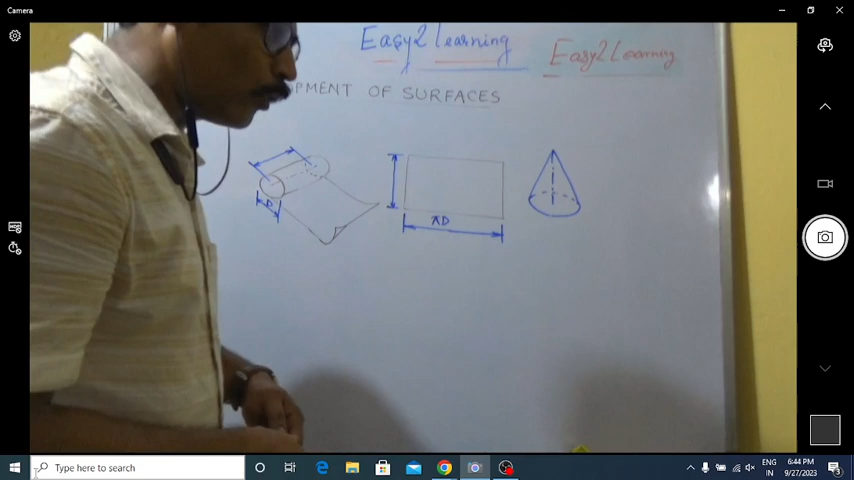 Camera
Easy2Learning
Easy2Learning
PMENT OF SURFACES
D
πD
Type here to search
ENG
IN
6:44 PM
9/27/2023
3